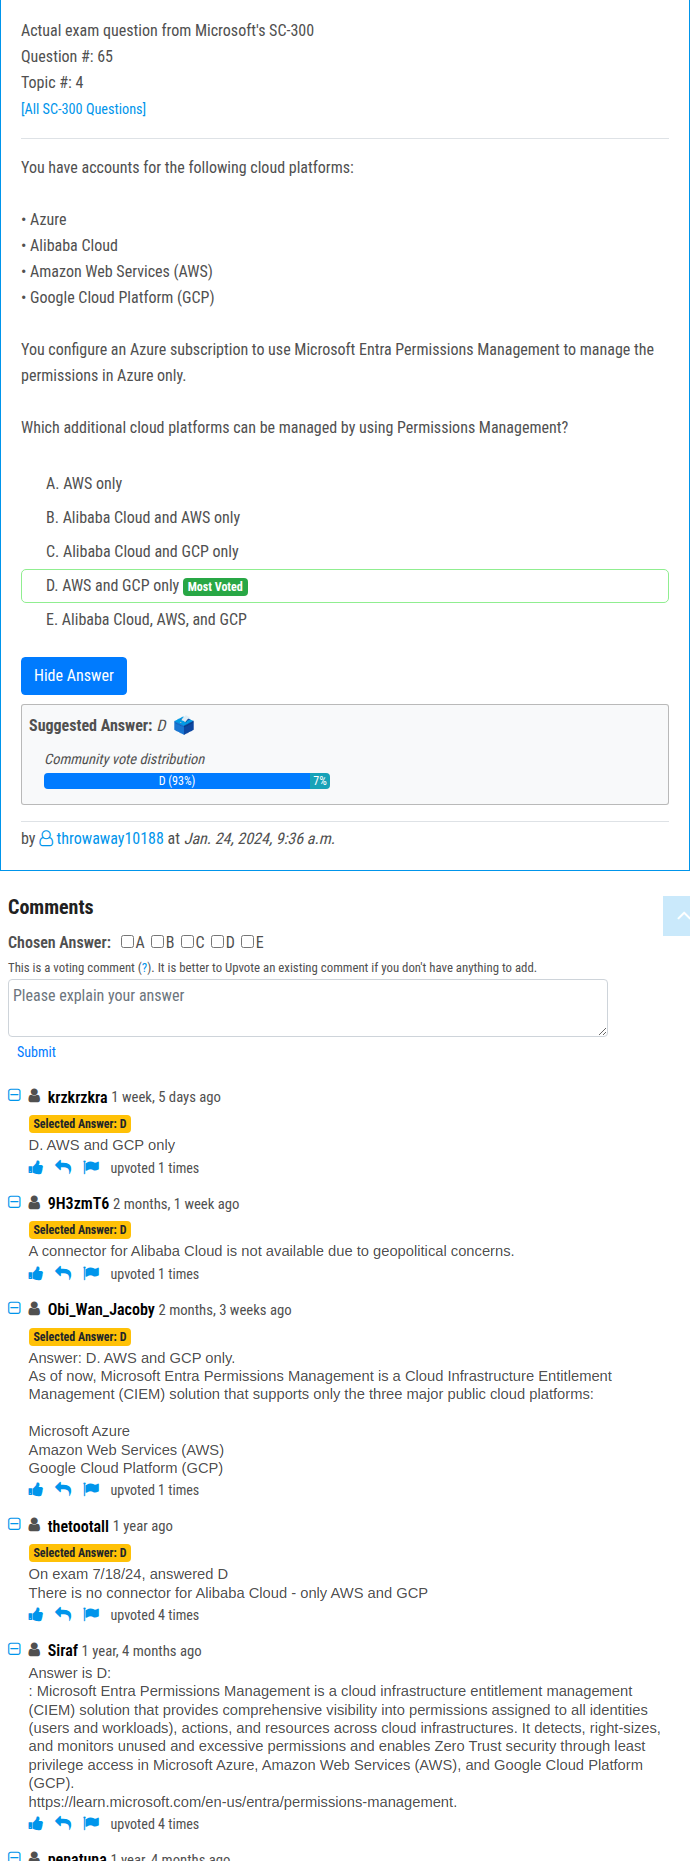 Actual exam question from Microsoft's SC-300
Question #: 65
Topic #: 4
[All SC-300 Questions]
You have accounts for the following cloud platforms:
• Azure
• Alibaba Cloud
• Amazon Web Services (AWS)
• Google Cloud Platform (GCP)
You configure an Azure subscription to use Microsoft Entra Permissions Management to manage the
permissions in Azure only.
Which additional cloud platforms can be managed by using Permissions Management?
A. AWS only
B. Alibaba Cloud and AWS only
C. Alibaba Cloud and GCP only
D. AWS and GCP only Most Voted
E. Alibaba Cloud, AWS, and GCP
Hide Answer
Suggested Answer: D
Community vote distribution
D (93%) 7%
by throwaway10188 at Jan. 24, 2024, 9:36 a.m.
Comments
Chosen Answer: A B C D E
This is a voting comment (?). It is better to Upvote an existing comment if you don't have anything to add.
Please explain your answer
Submit
krzkrzkra 1 week, 5 days ago
Selected Answer: D
D. AWS and GCP only
upvoted 1 times
9H3zmT6 2 months, 1 week ago
Selected Answer: D
A connector for Alibaba Cloud is not available due to geopolitical concerns.
upvoted 1 times
Obi_Wan_Jacoby 2 months, 3 weeks ago
Selected Answer: D
Answer: D. AWS and GCP only.
As of now, Microsoft Entra Permissions Management is a Cloud Infrastructure Entitlement
Management (CIEM) solution that supports only the three major public cloud platforms:
Microsoft Azure
Amazon Web Services (AWS)
Google Cloud Platform (GCP)
upvoted 1 times
thetootall 1 year ago
Selected Answer: D
On exam 7/18/24, answered D
There is no connector for Alibaba Cloud - only AWS and GCP
upvoted 4 times
Siraf 1 year, 4 months ago
Answer is D:
: Microsoft Entra Permissions Management is a cloud infrastructure entitlement management
(CIEM) solution that provides comprehensive visibility into permissions assigned to all identities
(users and workloads), actions, and resources across cloud infrastructures. It detects, right-sizes,
and monitors unused and excessive permissions and enables Zero Trust security through least
privilege access in Microsoft Azure, Amazon Web Services (AWS), and Google Cloud Platform
(GCP).
https://learn.microsoft.com/en-us/entra/permissions-management.
upvoted 4 times
penatuna 1 year, 4 months ago